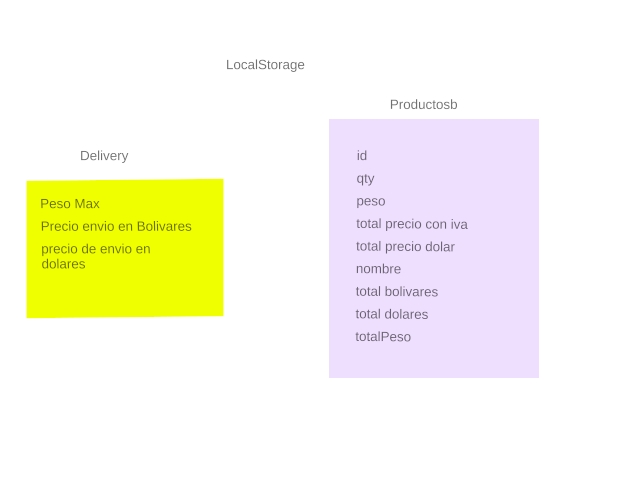 LocalStorage
Productosb
Delivery
Peso Max
Precio envio en Bolivares
precio de envio en
dolares
id
qty
peso
total precio con iva
total precio dolar
nombre
total bolivares
total dolares
totalPeso